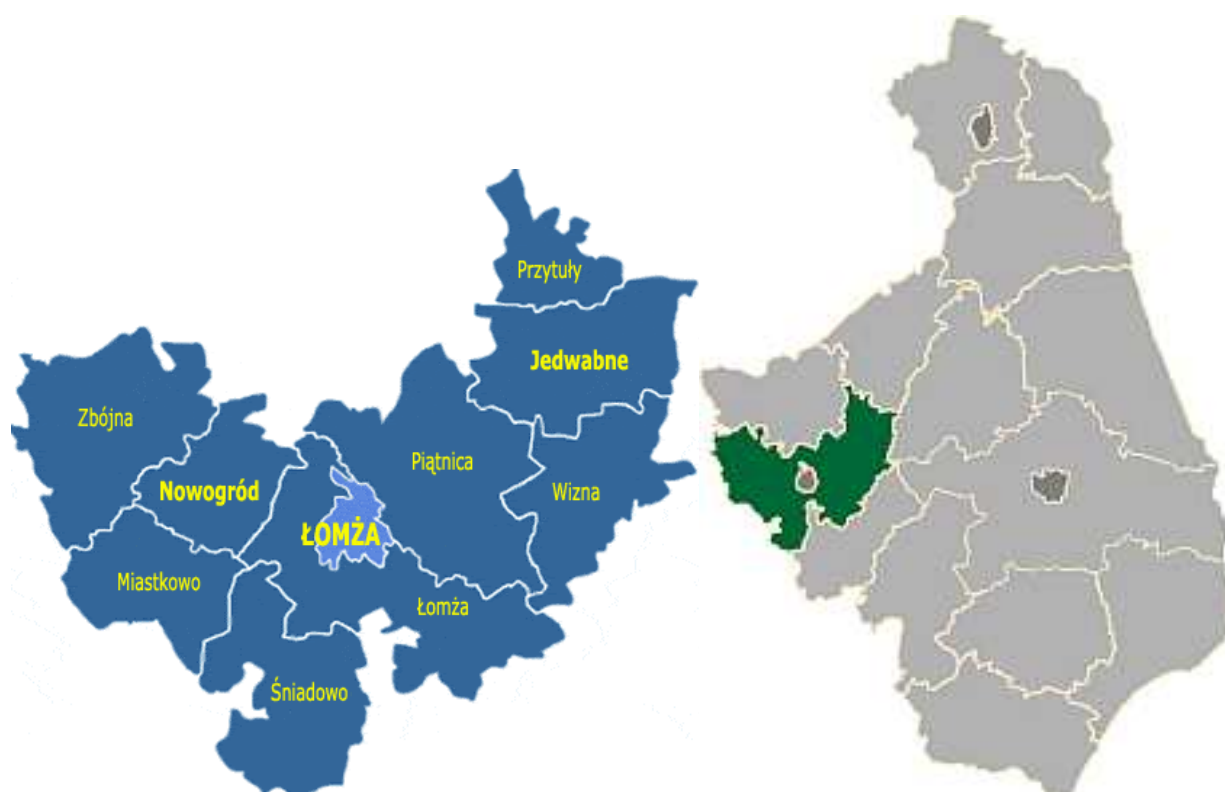 Przytuły
Jedwabne
Zbójna
Piątnica
Nowogród
Wizna
ŁOMŻA
Miastkowo
Łomża
Śniadowo